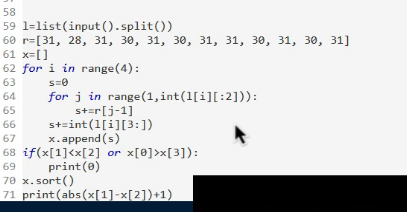 58
59 l=list(input().split())
60 r=[31, 28, 31, 30, 31, 30, 31, 31, 30, 31, 30, 31]
61 x=[]
62 for i in range(4):
63     s=0
64     for j in range(1,int(l[i][:2])):
65         s+=r[j-1]
66     s+=int(l[i][3:])
67     x.append(s)
68 if(x[1]<x[2] or x[0]>x[3]):
69     print(0)
70 x.sort()
71 print(abs(x[1]-x[2])+1)